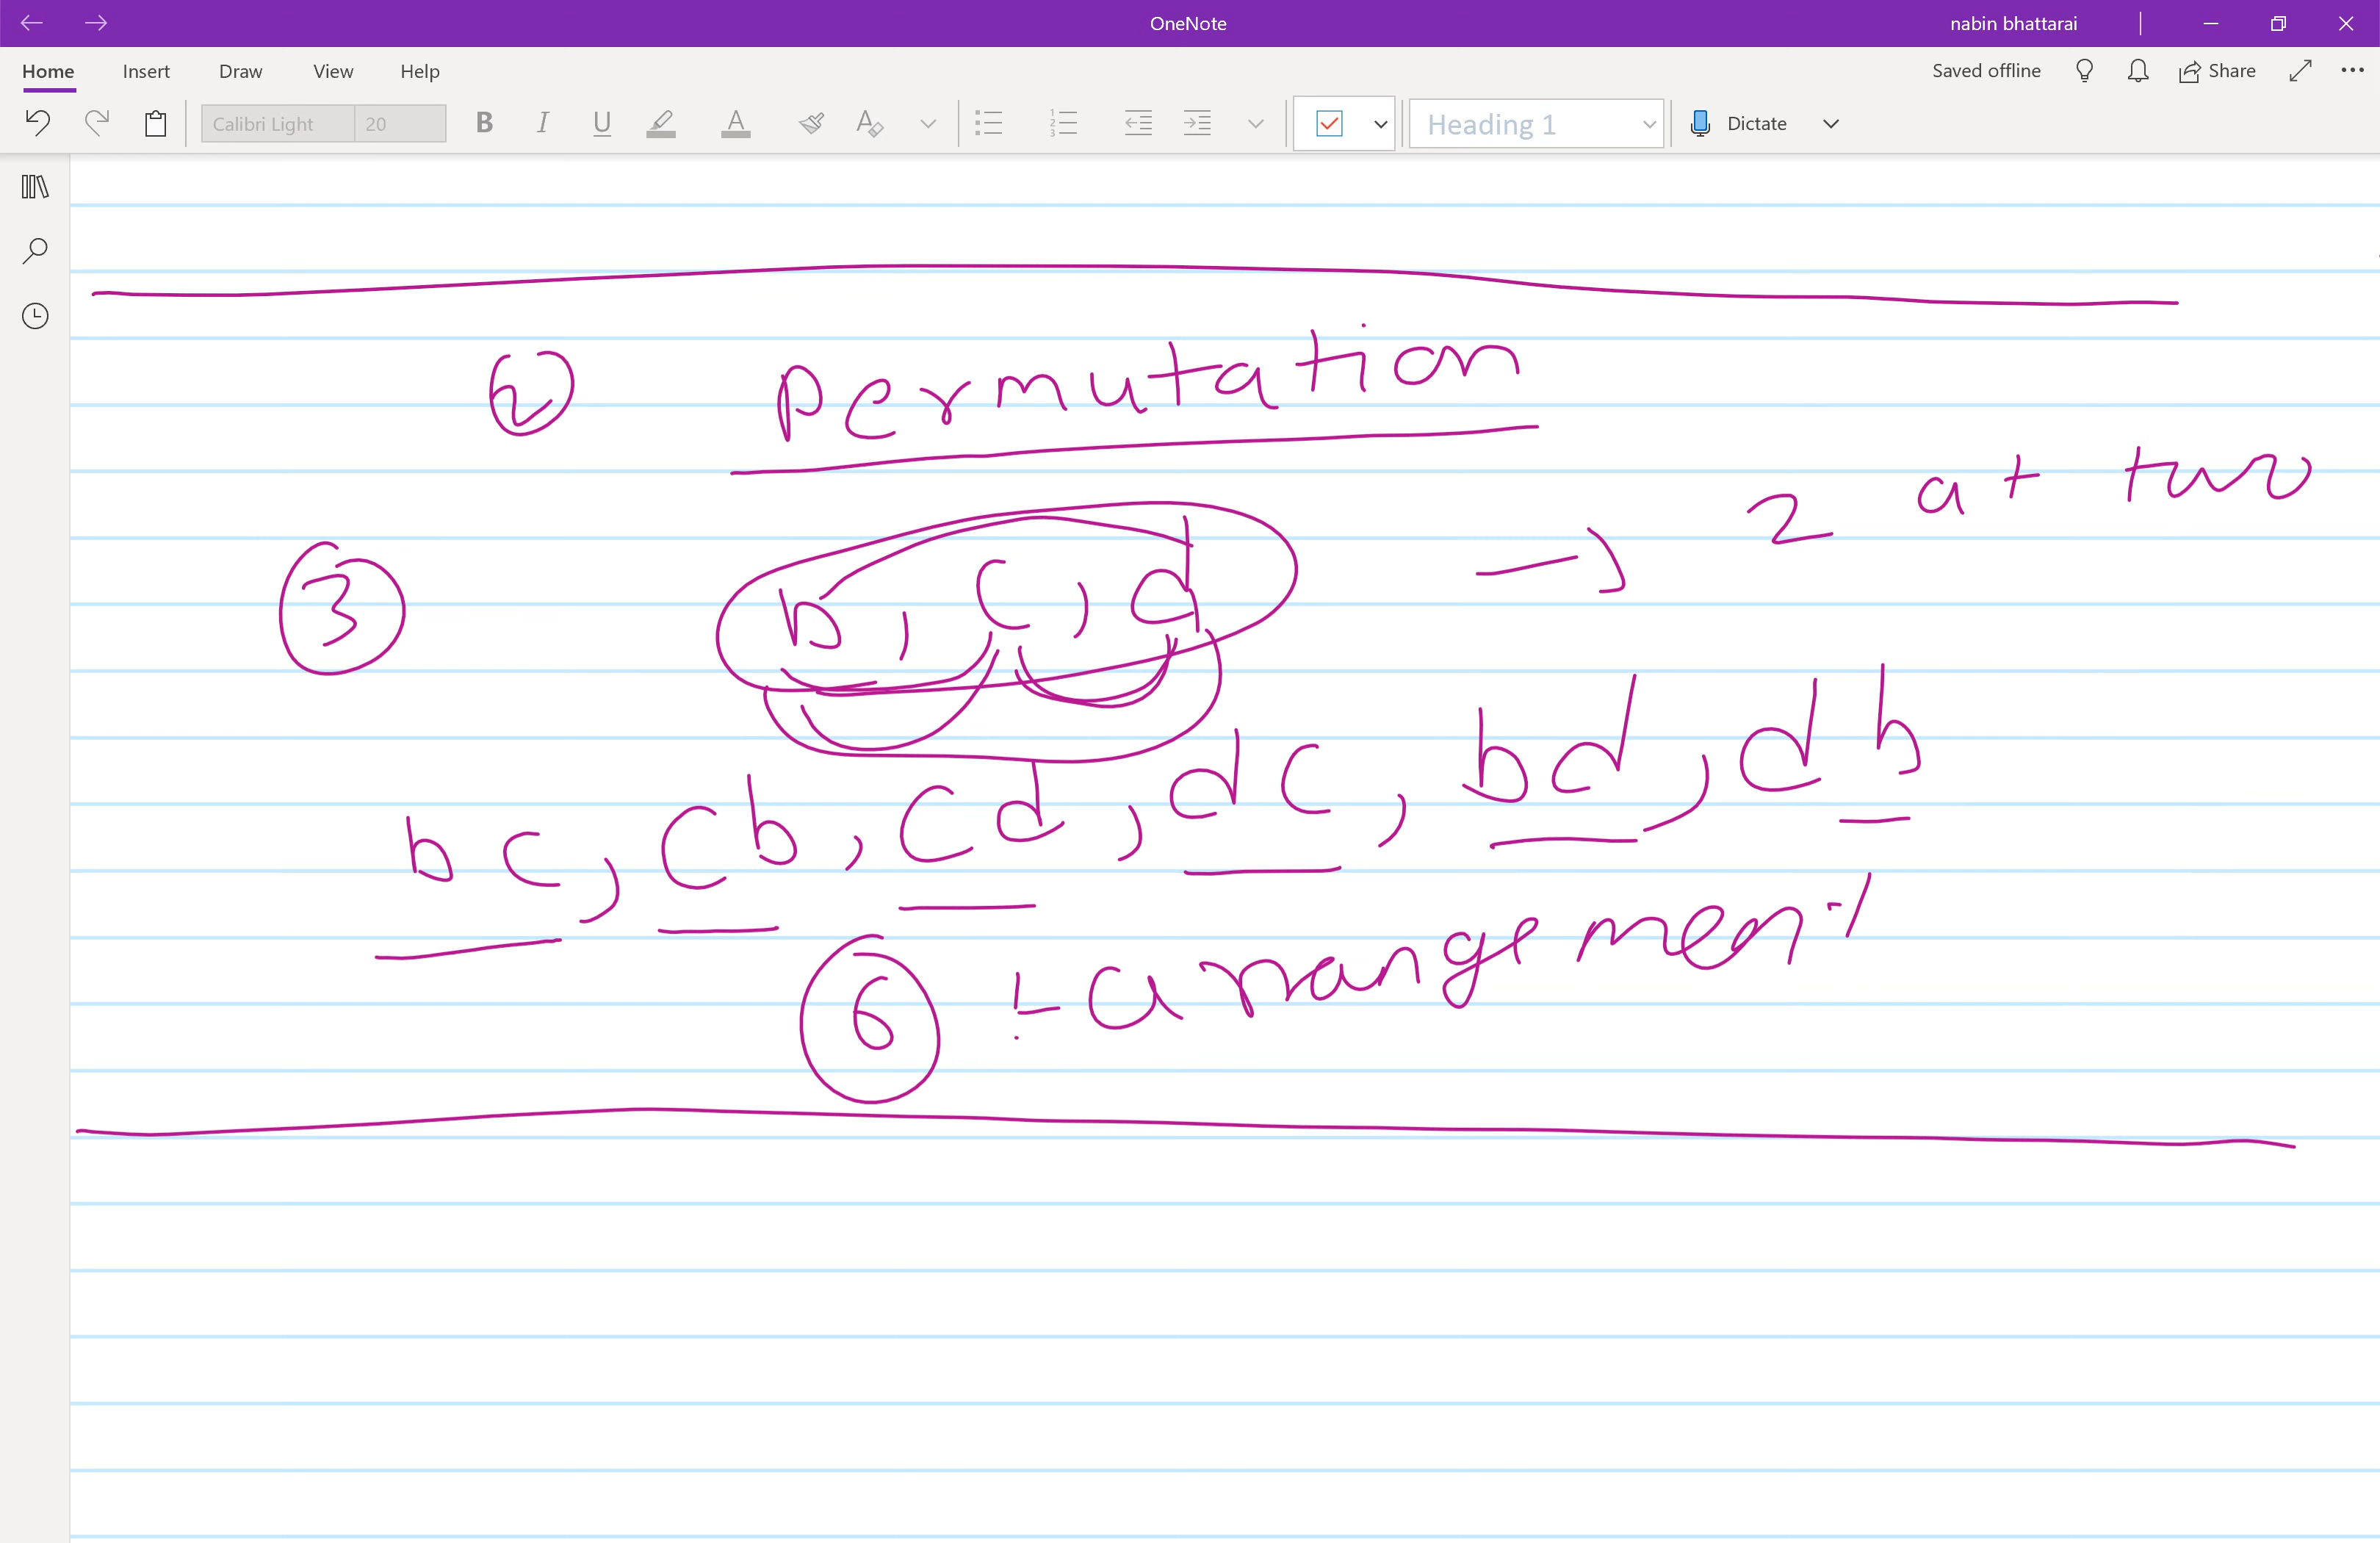 OneNote
nabin bhattarai
Home Insert Draw View Help
Saved offline Share
Calibri Light 20 B I U A Heading 1 Dictate
② Permutation
③ b, c, d → 2 at two
bc, cb, cd, dc, bd, db
⑥ :- arrangement